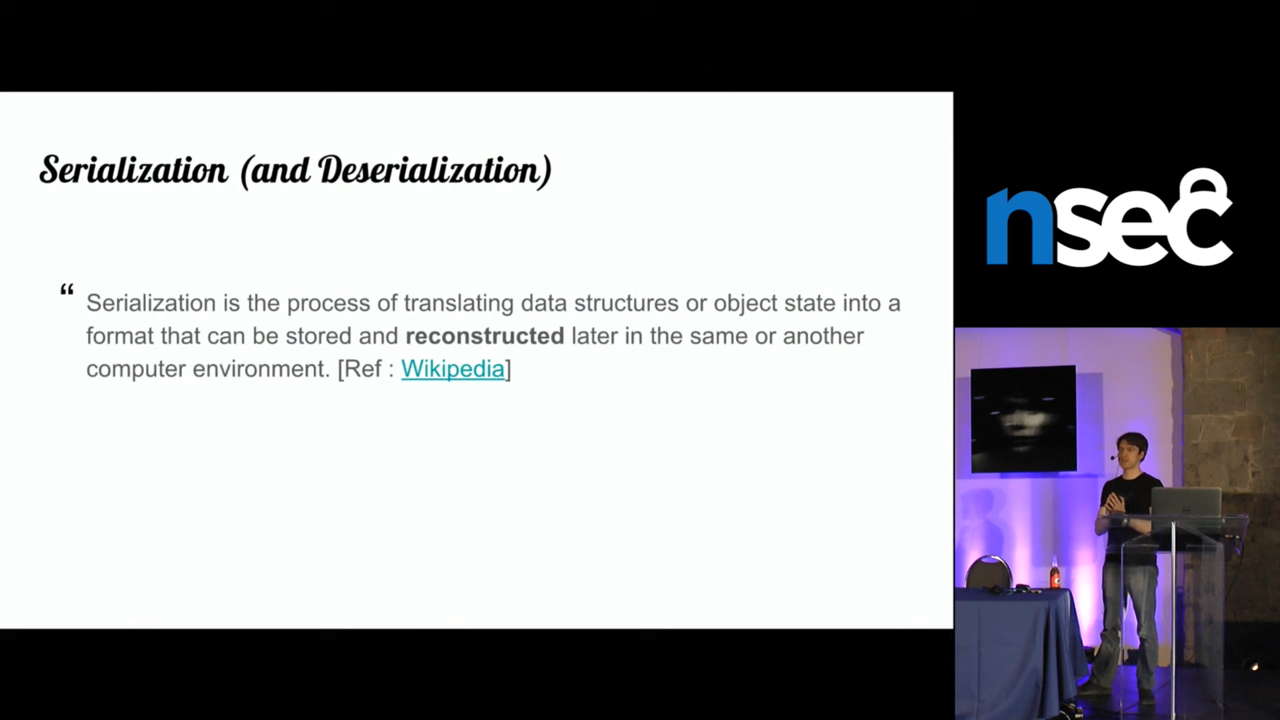 Serialization (and Deserialization)
“
Serialization is the process of translating data structures or object state into a
format that can be stored and reconstructed later in the same or another
computer environment. [Ref : Wikipedia]
nsec